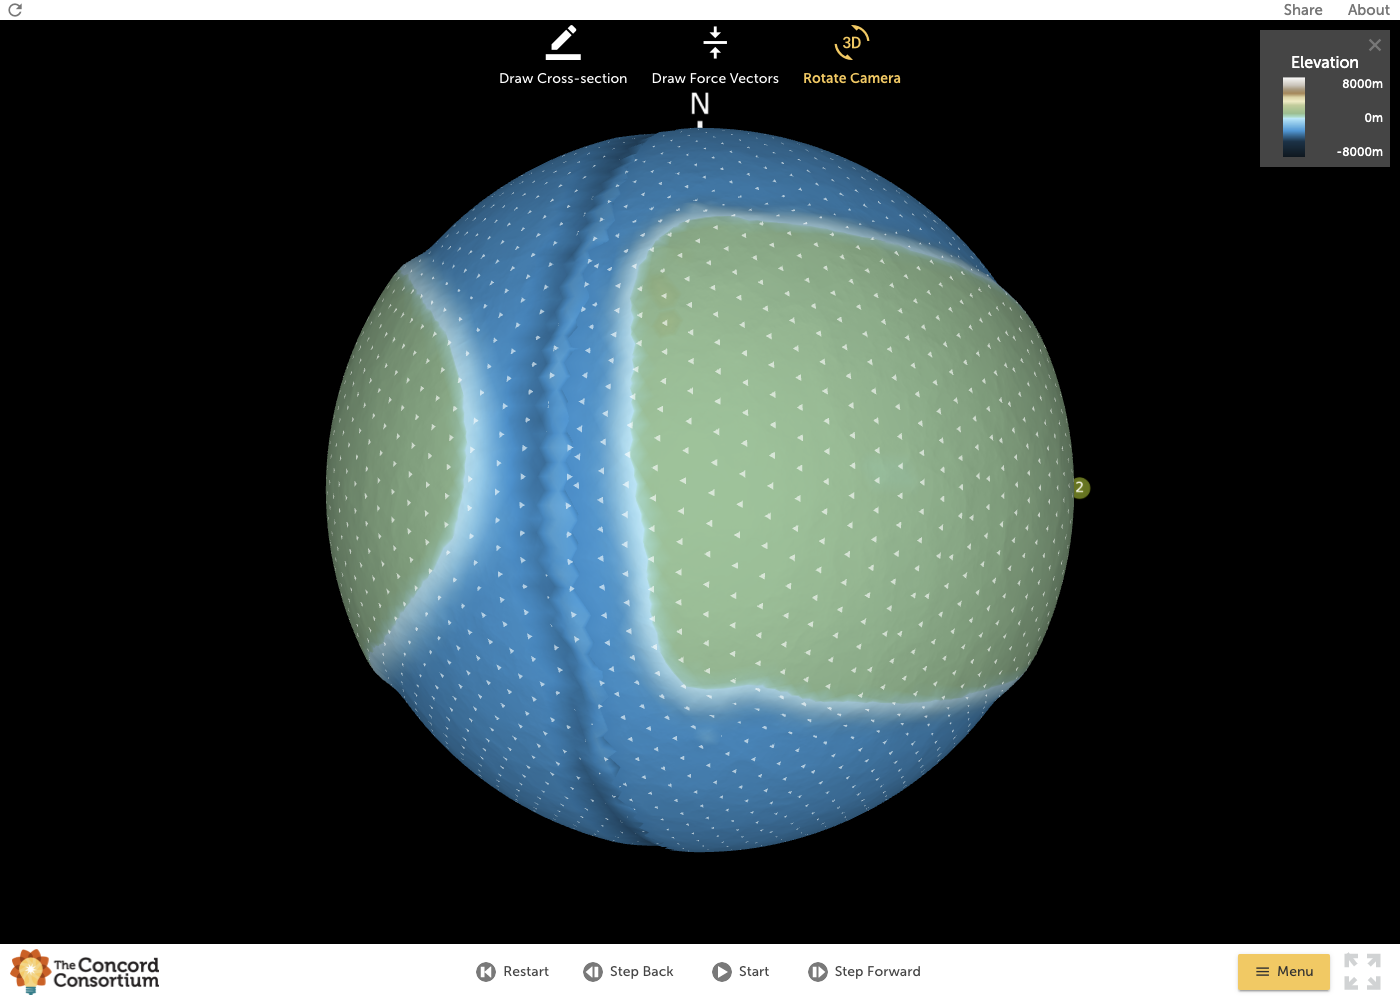 Share About
Draw Cross-section Draw Force Vectors 3D Rotate Camera
Elevation
8000m
0m
-8000m
N
2
The Concord
Consortium
Restart Step Back Start Step Forward Menu